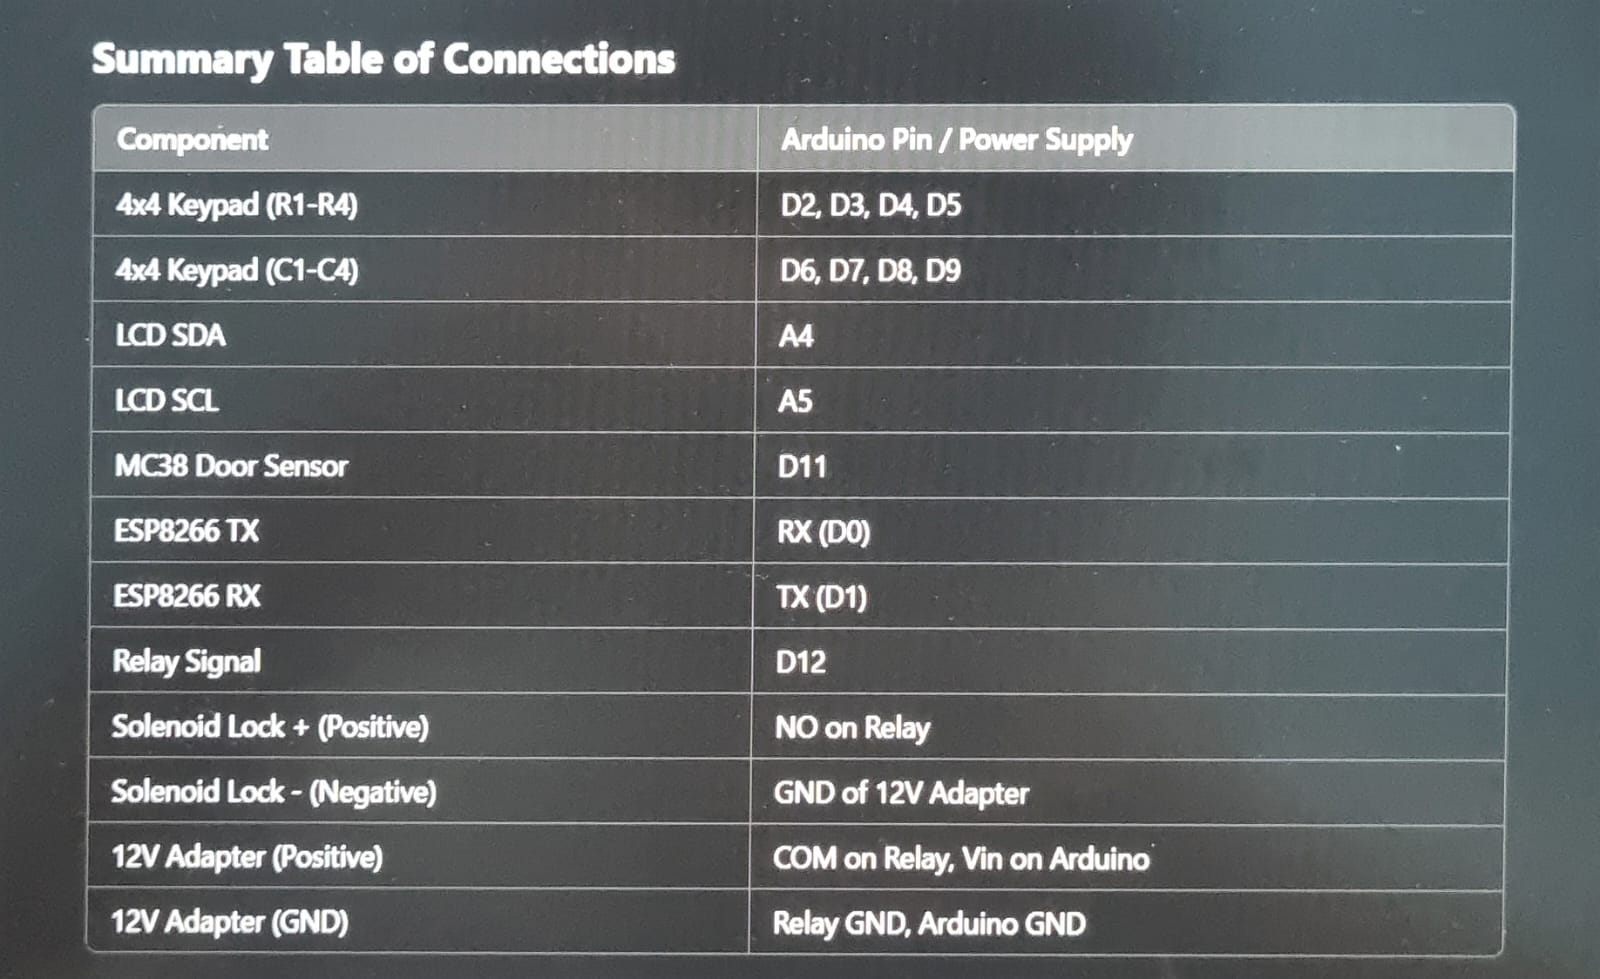 Summary Table of Connections
Component Arduino Pin / Power Supply
4x4 Keypad (R1-R4) D2, D3, D4, D5
4x4 Keypad (C1-C4) D6, D7, D8, D9
LCD SDA A4
LCD SCL A5
MC38 Door Sensor D11
ESP8266 TX RX (D0)
ESP8266 RX TX (D1)
Relay Signal D12
Solenoid Lock + (Positive) NO on Relay
Solenoid Lock - (Negative) GND of 12V Adapter
12V Adapter (Positive) COM on Relay, Vin on Arduino
12V Adapter (GND) Relay GND, Arduino GND